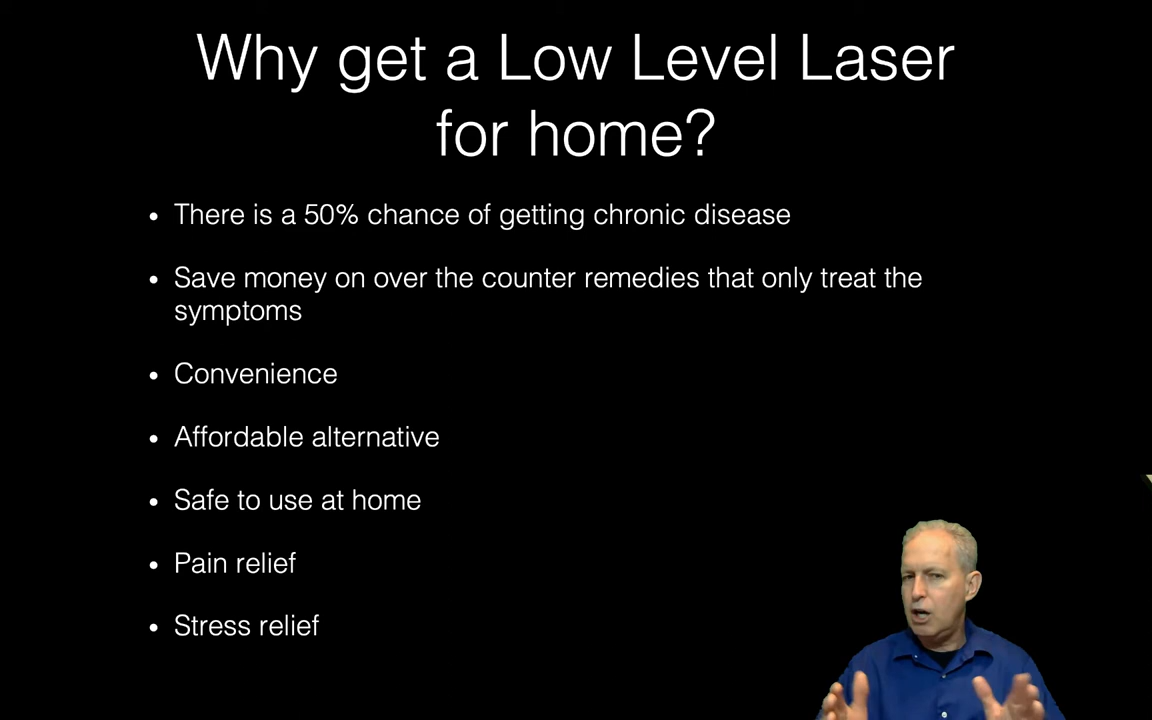 Why get a Low Level Laser
for home?
• There is a 50% chance of getting chronic disease
• Save money on over the counter remedies that only treat the
symptoms
• Convenience
• Affordable alternative
• Safe to use at home
• Pain relief
• Stress relief